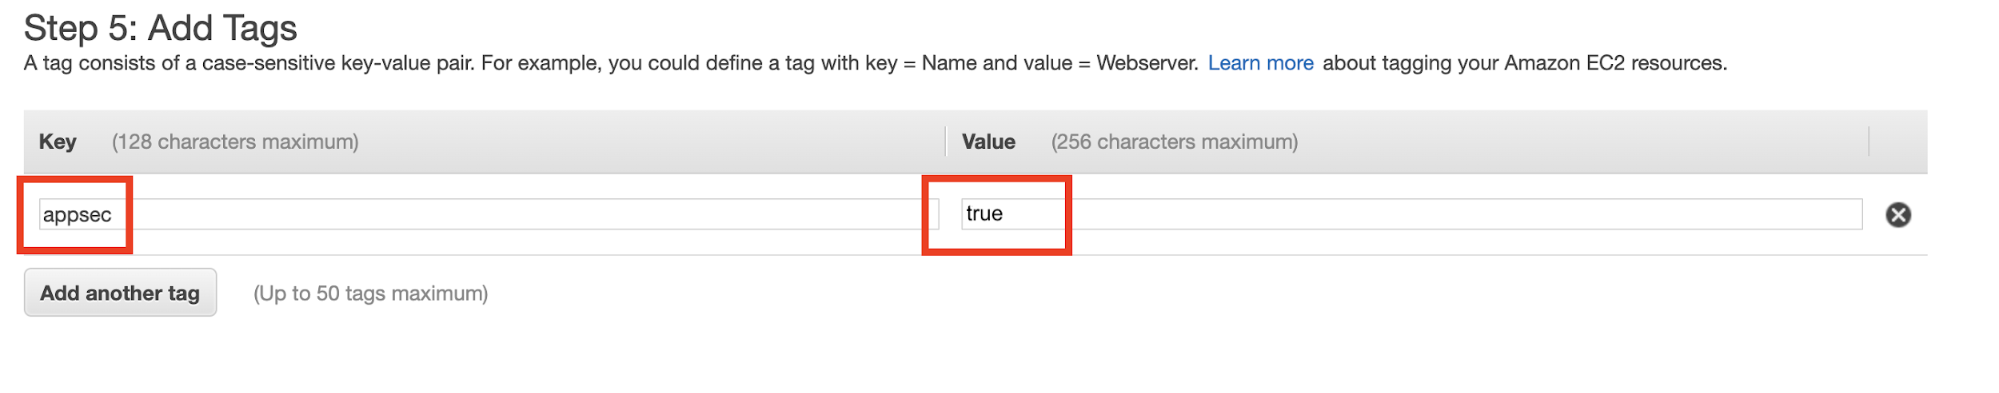 Step 5: Add Tags
A tag consists of a case-sensitive key-value pair. For example, you could define a tag with key = Name and value = Webserver. Learn more about tagging your Amazon EC2 resources.
Key (128 characters maximum) Value (256 characters maximum)
appsec true
Add another tag (Up to 50 tags maximum)